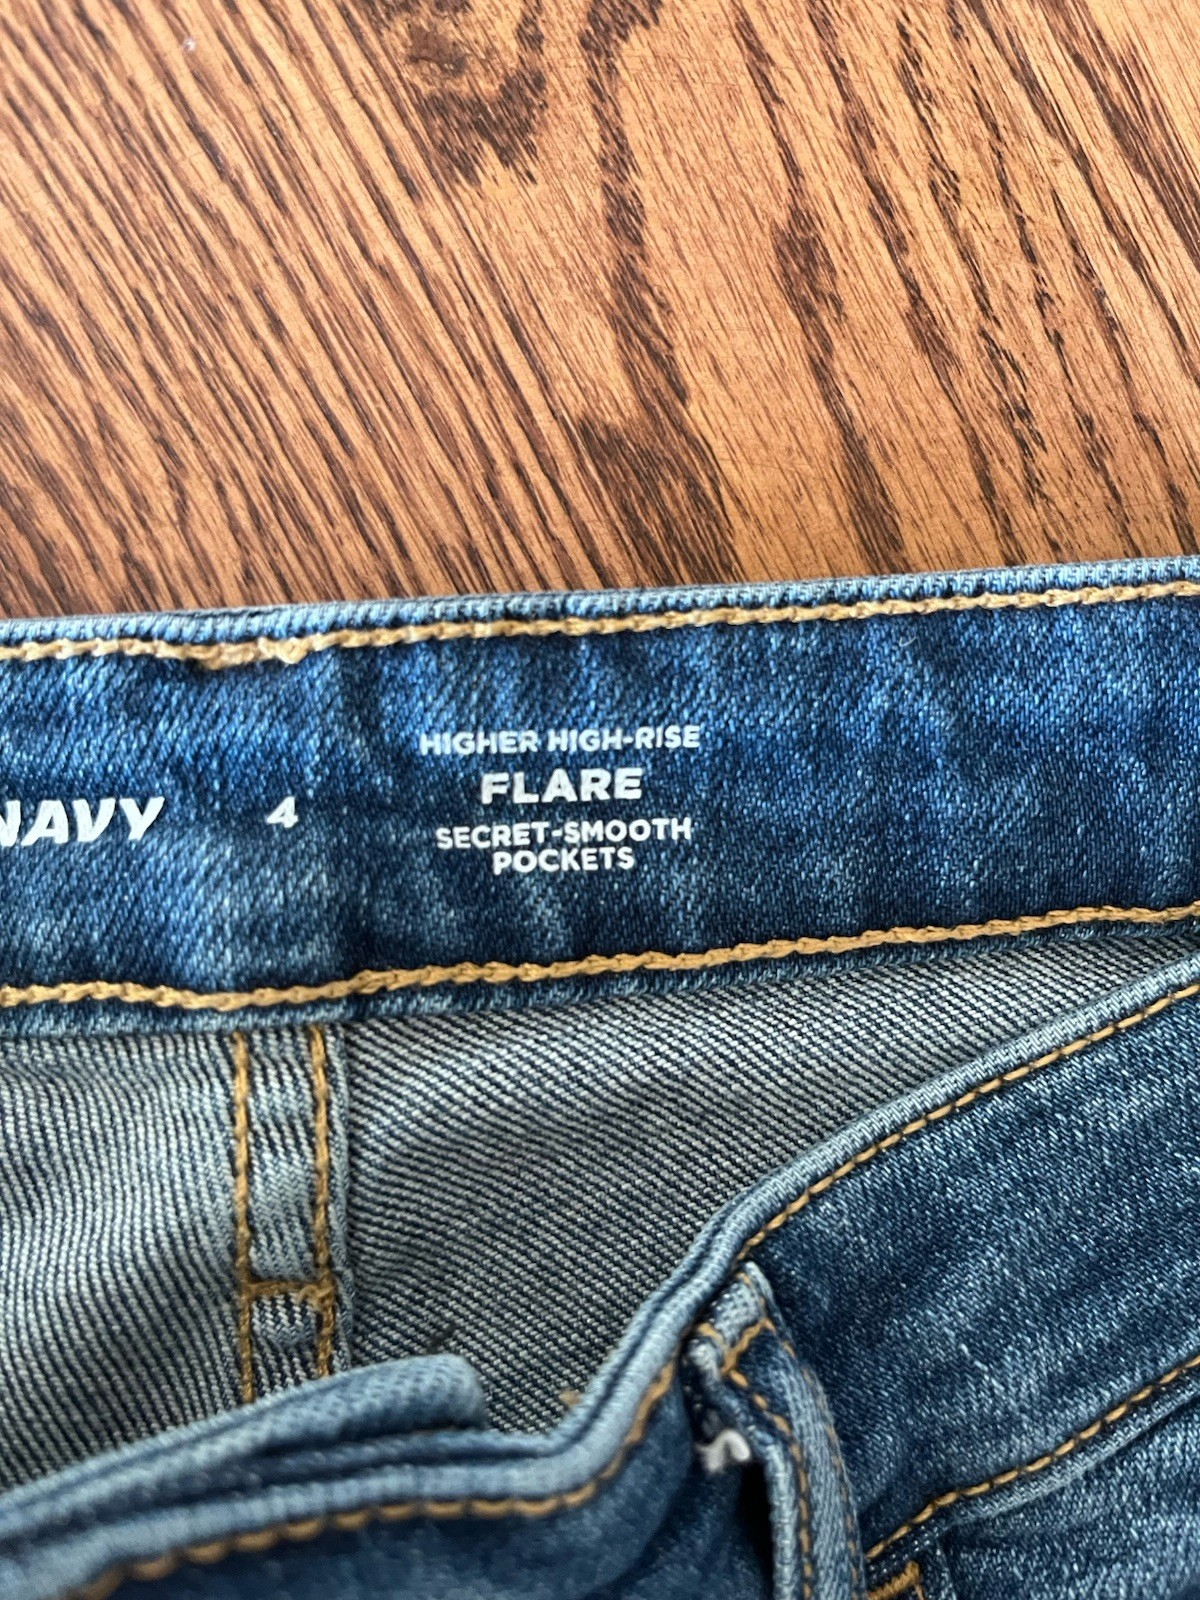 NAVY
4
HIGHER HIGH-RISE
FLARE
SECRET-SMOOTH
POCKETS